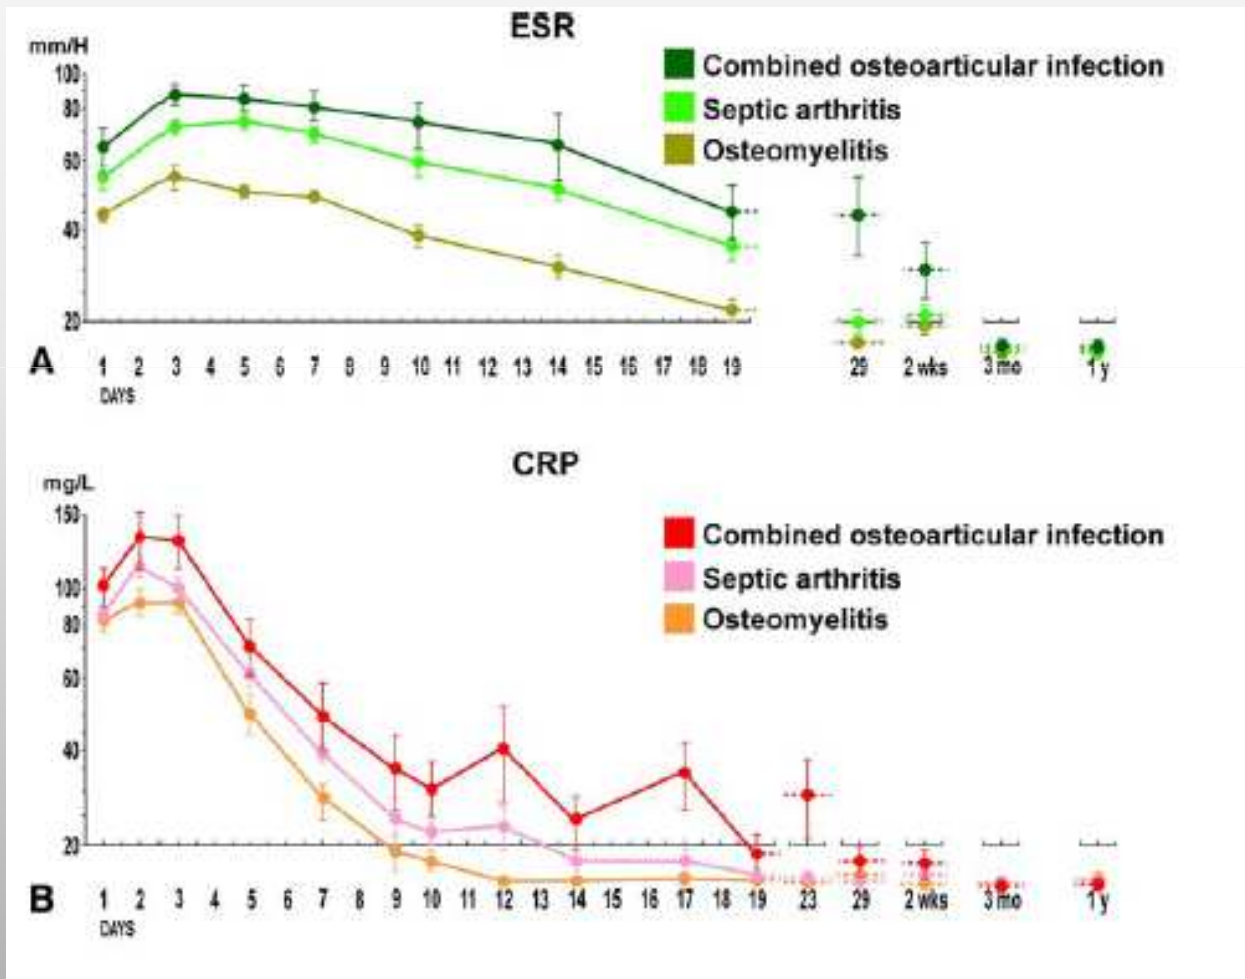 ESR
mm/H
100
80
60
40
20
Combined osteoarticular infection
Septic arthritis
Osteomyelitis
A
1 2 3 4 5 6 7 8 9 10 11 12 13 14 15 16 17 18 19 29 2 wks 3 mo 1 y
DAYS
CRP
mg/L
150
100
80
60
40
20
Combined osteoarticular infection
Septic arthritis
Osteomyelitis
B
1 2 3 4 5 6 7 8 9 10 11 12 13 14 15 16 17 18 19 23 29 2 wks 3 mo 1 y
DAYS